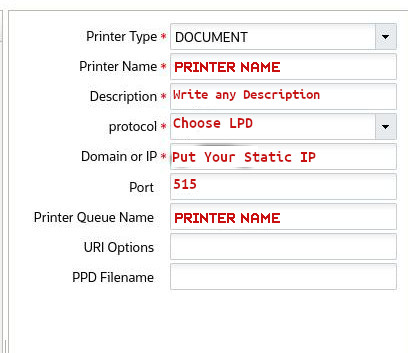 Printer Type * DOCUMENT
Printer Name * PRINTER NAME
Description * Write any Description
protocol * Choose LPD
Domain or IP * Put Your Static IP
Port 515
Printer Queue Name PRINTER NAME
URI Options
PPD Filename